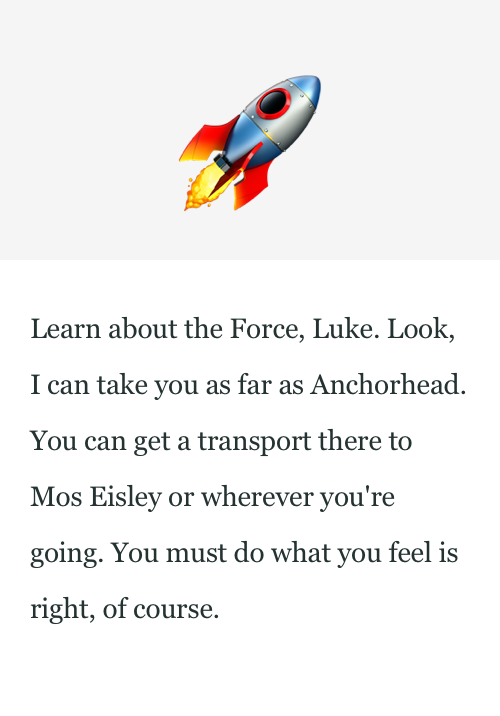 Learn about the Force, Luke. Look,
I can take you as far as Anchorhead.
You can get a transport there to
Mos Eisley or wherever you're
going. You must do what you feel is
right, of course.